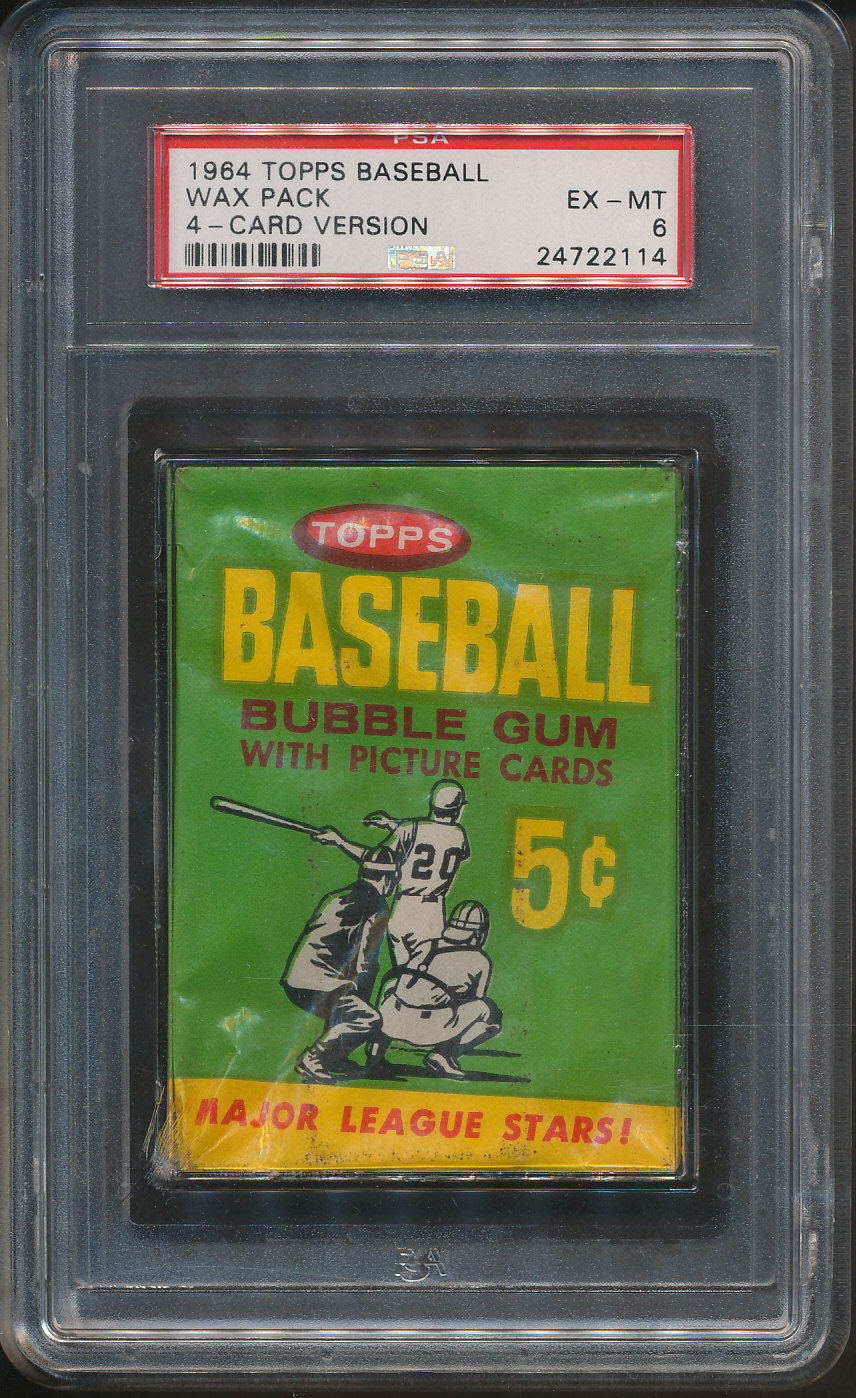 PSA
1964 TOPPS BASEBALL
WAX PACK EX-MT
4-CARD VERSION 6
24722114
TOPPS
BASEBALL
BUBBLE GUM
WITH PICTURE CARDS
20
5¢
MAJOR LEAGUE STARS!
PSA